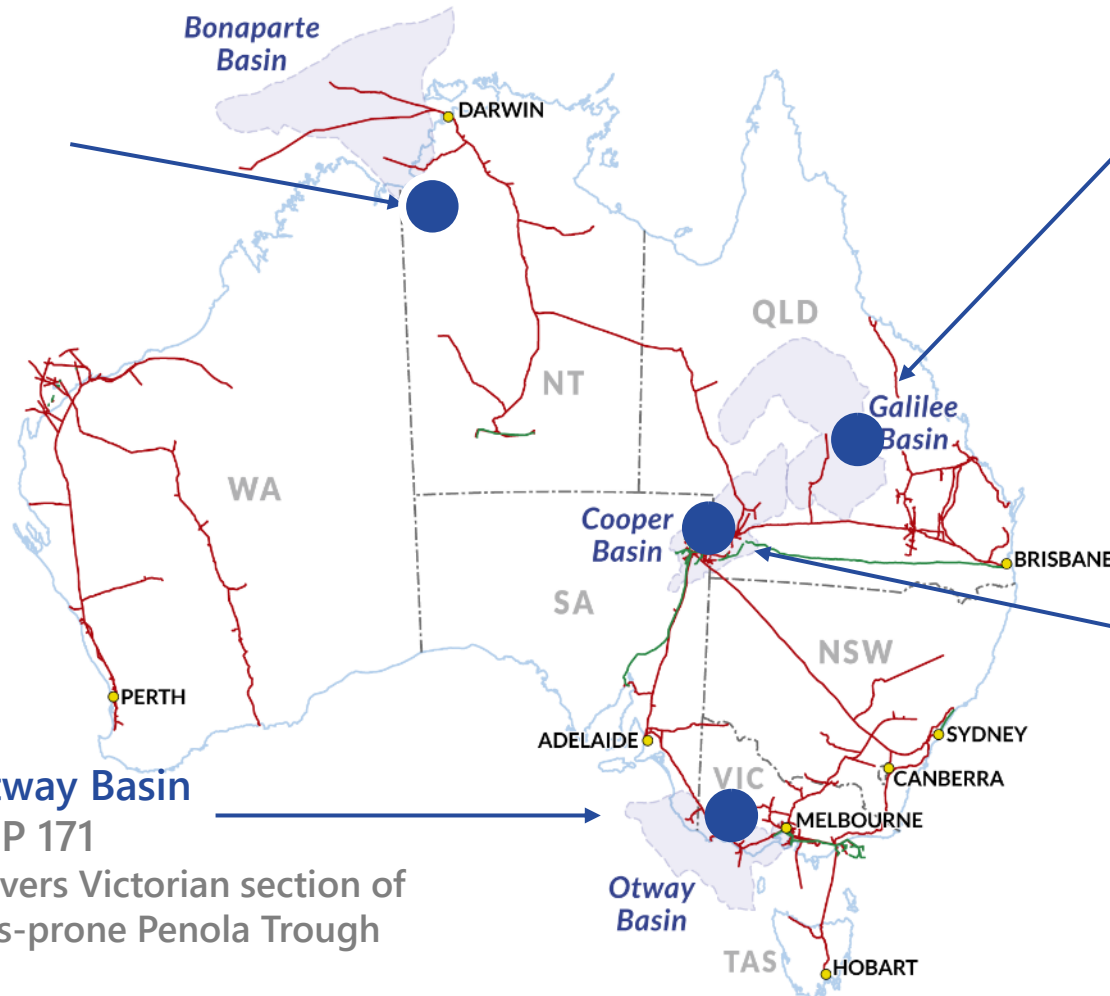 Bonaparte
Basin
DARWIN
QLD
NT
Galilee
Basin
WA
Cooper
Basin
BRISBANE
SA
NSW
PERTH
ADELAIDE
SYDNEY
VIC
CANBERRA
tway Basin
P 171
MELBOURNE
vers Victorian section of
s-prone Penola Trough
Otway
Basin
TAS
HOBART